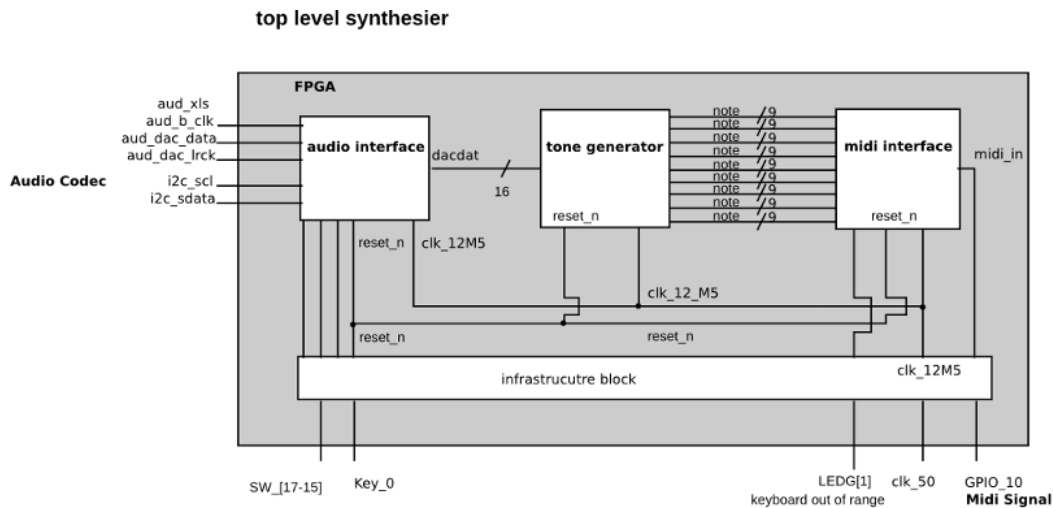 top level synthesier
FPGA
aud_xls
aud_b_clk
aud_dac_data
aud_dac_lrck
Audio Codec
i2c_scl
i2c_sdata
audio interface
dacdat
16
tone generator
reset_n
note 9
note 9
note 9
note 9
note 9
note 9
note 9
note 9
note 9
note 9
midi interface
reset_n
midi_in
reset_n
clk_12M5
clk_12_M5
reset_n
reset_n
clk_12M5
infrastrucutre block
SW_[17-15]
Key_0
LEDG[1]
keyboard out of range
clk_50
GPIO_10
Midi Signal